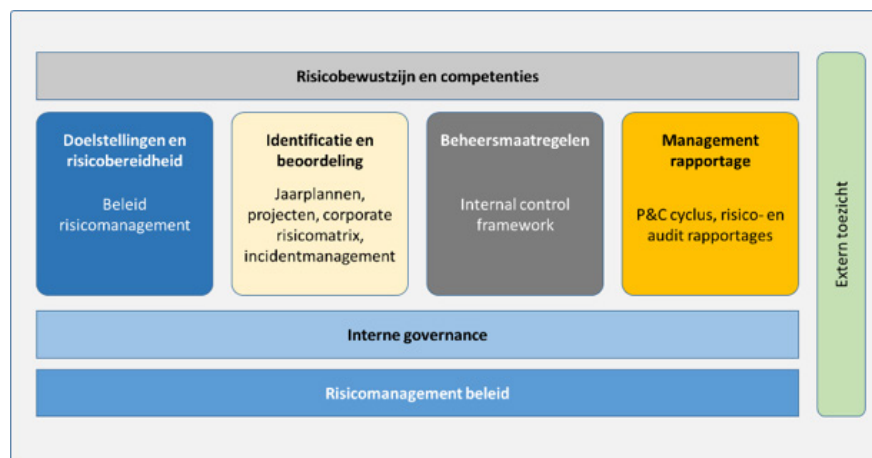 Risicobewustzijn en competenties
Doelstellingen en
risicobereidheid
Beleid
risicomanagement
Identificatie en
beoordeling
Jaarplannen,
projecten, corporate
risicomatrix,
incidentmanagement
Beheersmaatregelen
Internal control
framework
Management
rapportage
P&C cyclus, risico- en
audit rapportages
Interne governance
Risicomanagement beleid
Extern toezicht